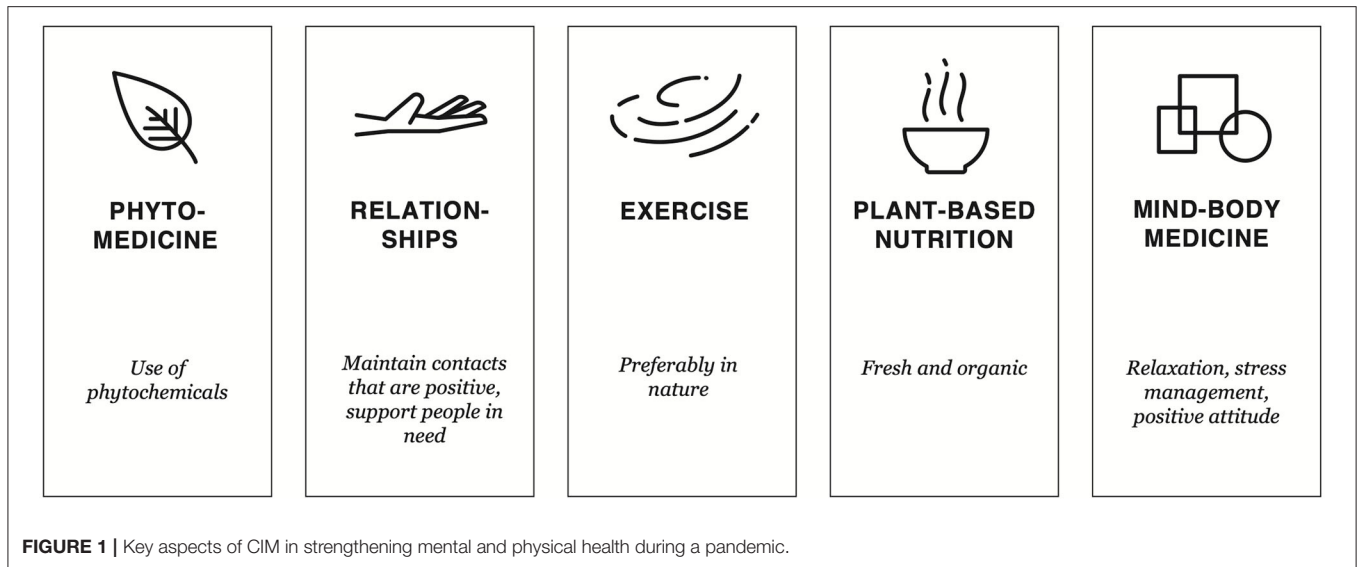 PHYTO-
MEDICINE
Use of
phytochemicals
RELATION-
SHIPS
Maintain contacts
that are positive,
support people in
need
EXERCISE
Preferably in
nature
PLANT-BASED
NUTRITION
Fresh and organic
MIND-BODY
MEDICINE
Relaxation, stress
management,
positive attitude
FIGURE 1 | Key aspects of CIM in strengthening mental and physical health during a pandemic.